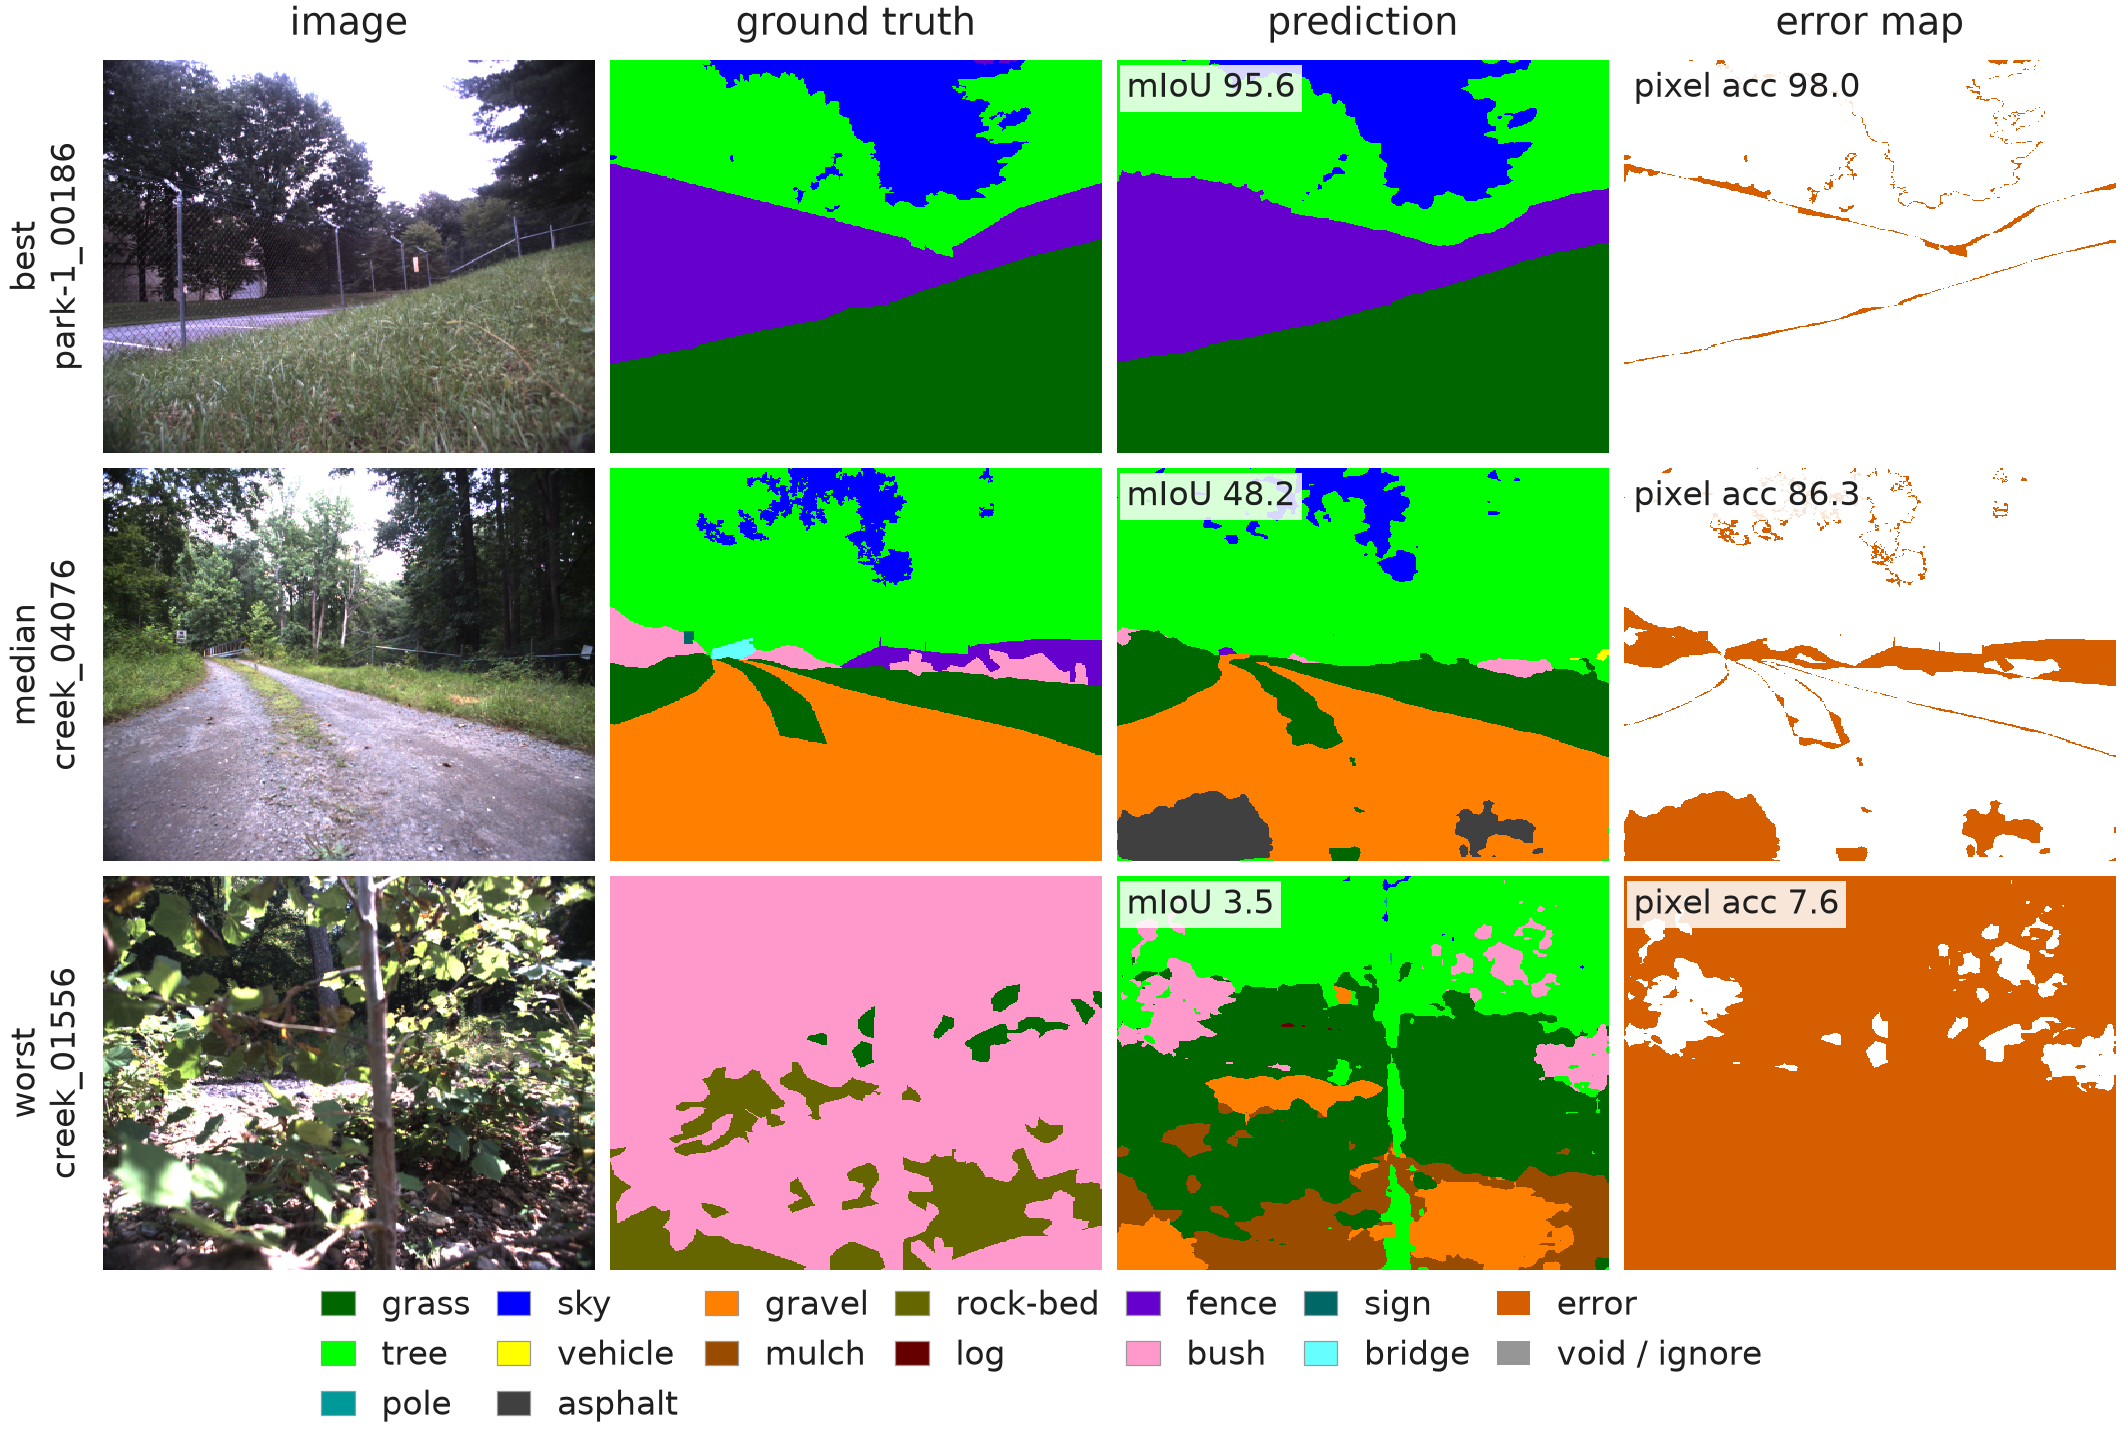 image ground truth prediction error map
best
park-1_00186
mIoU 95.6
pixel acc 98.0
median
creek_04076
mIoU 48.2
pixel acc 86.3
worst
creek_01556
mIoU 3.5
pixel acc 7.6
grass sky gravel rock-bed fence sign error
tree vehicle mulch log bush bridge void / ignore
pole asphalt